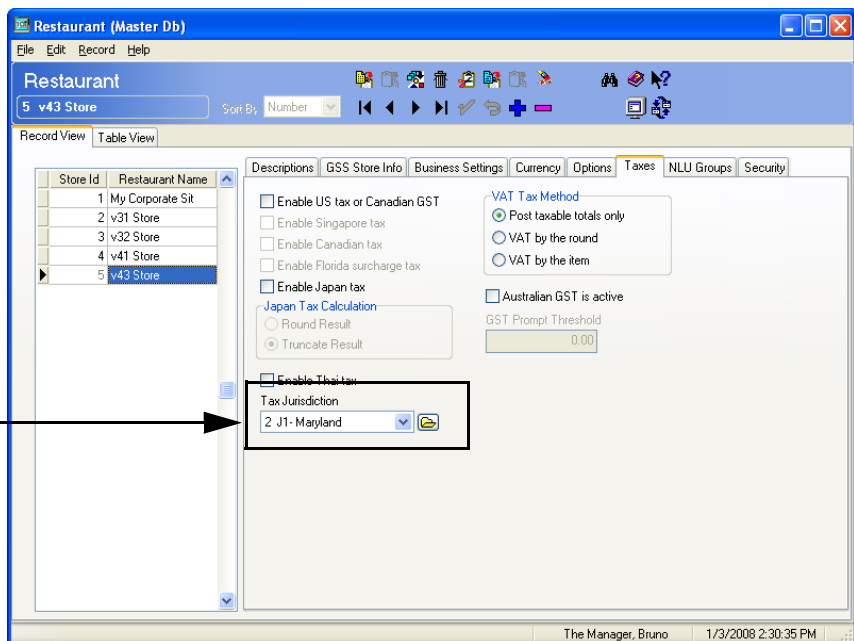 Restaurant (Master Db)
File Edit Record Help
Restaurant
5 v43 Store
Sort By Number
Record View Table View
Descriptions GSS Store Info Business Settings Currency Options Taxes NLU Groups Security
Store Id Restaurant Name
1 My Corporate Sit
2 v31 Store
3 v32 Store
4 v41 Store
5 v43 Store
Enable US tax or Canadian GST
Enable Singapore tax
Enable Canadian tax
Enable Florida surcharge tax
Enable Japan tax
Japan Tax Calculation
Round Result
Truncate Result
Enable Thai tax
Tax Jurisdiction
2 J1- Maryland
VAT Tax Method
Post taxable totals only
VAT by the round
VAT by the item
Australian GST is active
GST Prompt Threshold
0.00
The Manager, Bruno 1/3/2008 2:30:35 PM